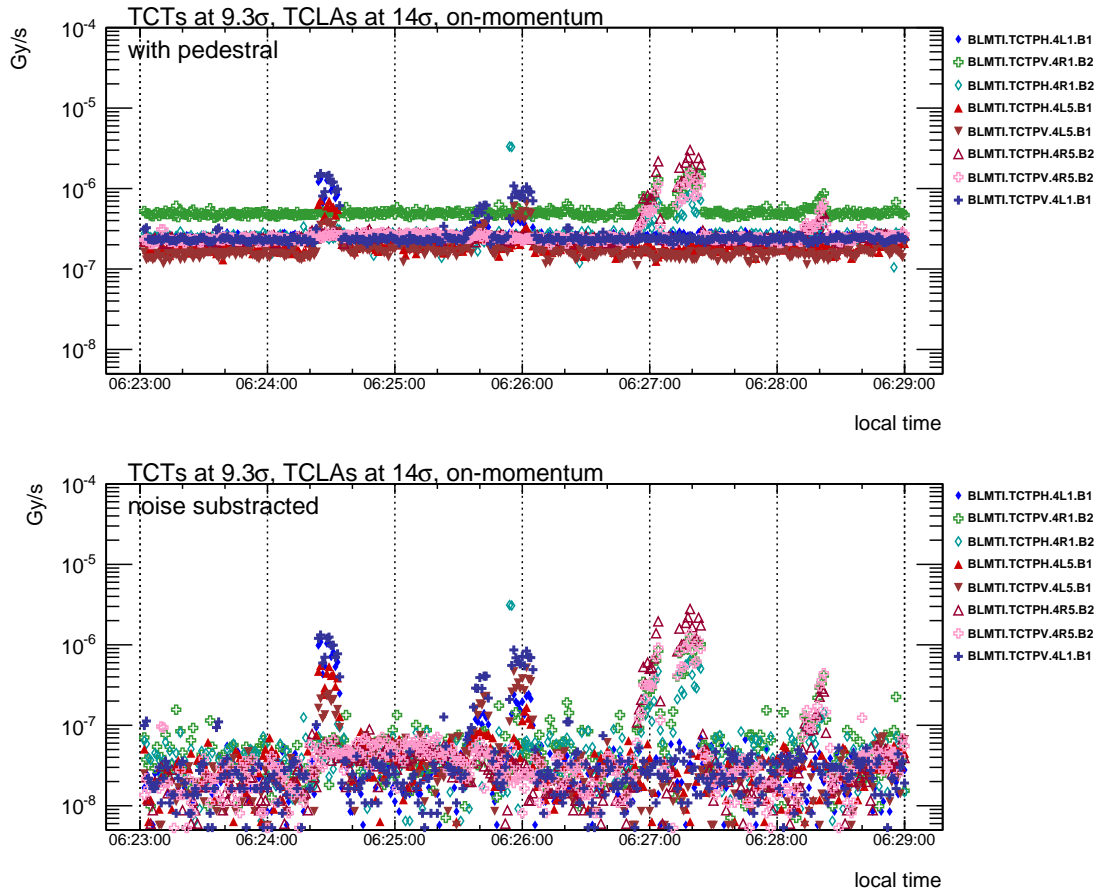 TCTs at 9.3σ, TCLAs at 14σ, on-momentum
with pedestral
Gy/s
10⁻⁴
10⁻⁵
10⁻⁶
10⁻⁷
10⁻⁸
06:23:00 06:24:00 06:25:00 06:26:00 06:27:00 06:28:00 06:29:00
local time
BLMTI.TCTPH.4L1.B1
BLMTI.TCTPV.4R1.B2
BLMTI.TCTPH.4R1.B2
BLMTI.TCTPH.4L5.B1
BLMTI.TCTPV.4L5.B1
BLMTI.TCTPH.4R5.B2
BLMTI.TCTPV.4R5.B2
BLMTI.TCTPV.4L1.B1
TCTs at 9.3σ, TCLAs at 14σ, on-momentum
noise substracted
Gy/s
10⁻⁴
10⁻⁵
10⁻⁶
10⁻⁷
10⁻⁸
06:23:00 06:24:00 06:25:00 06:26:00 06:27:00 06:28:00 06:29:00
local time
BLMTI.TCTPH.4L1.B1
BLMTI.TCTPV.4R1.B2
BLMTI.TCTPH.4R1.B2
BLMTI.TCTPH.4L5.B1
BLMTI.TCTPV.4L5.B1
BLMTI.TCTPH.4R5.B2
BLMTI.TCTPV.4R5.B2
BLMTI.TCTPV.4L1.B1